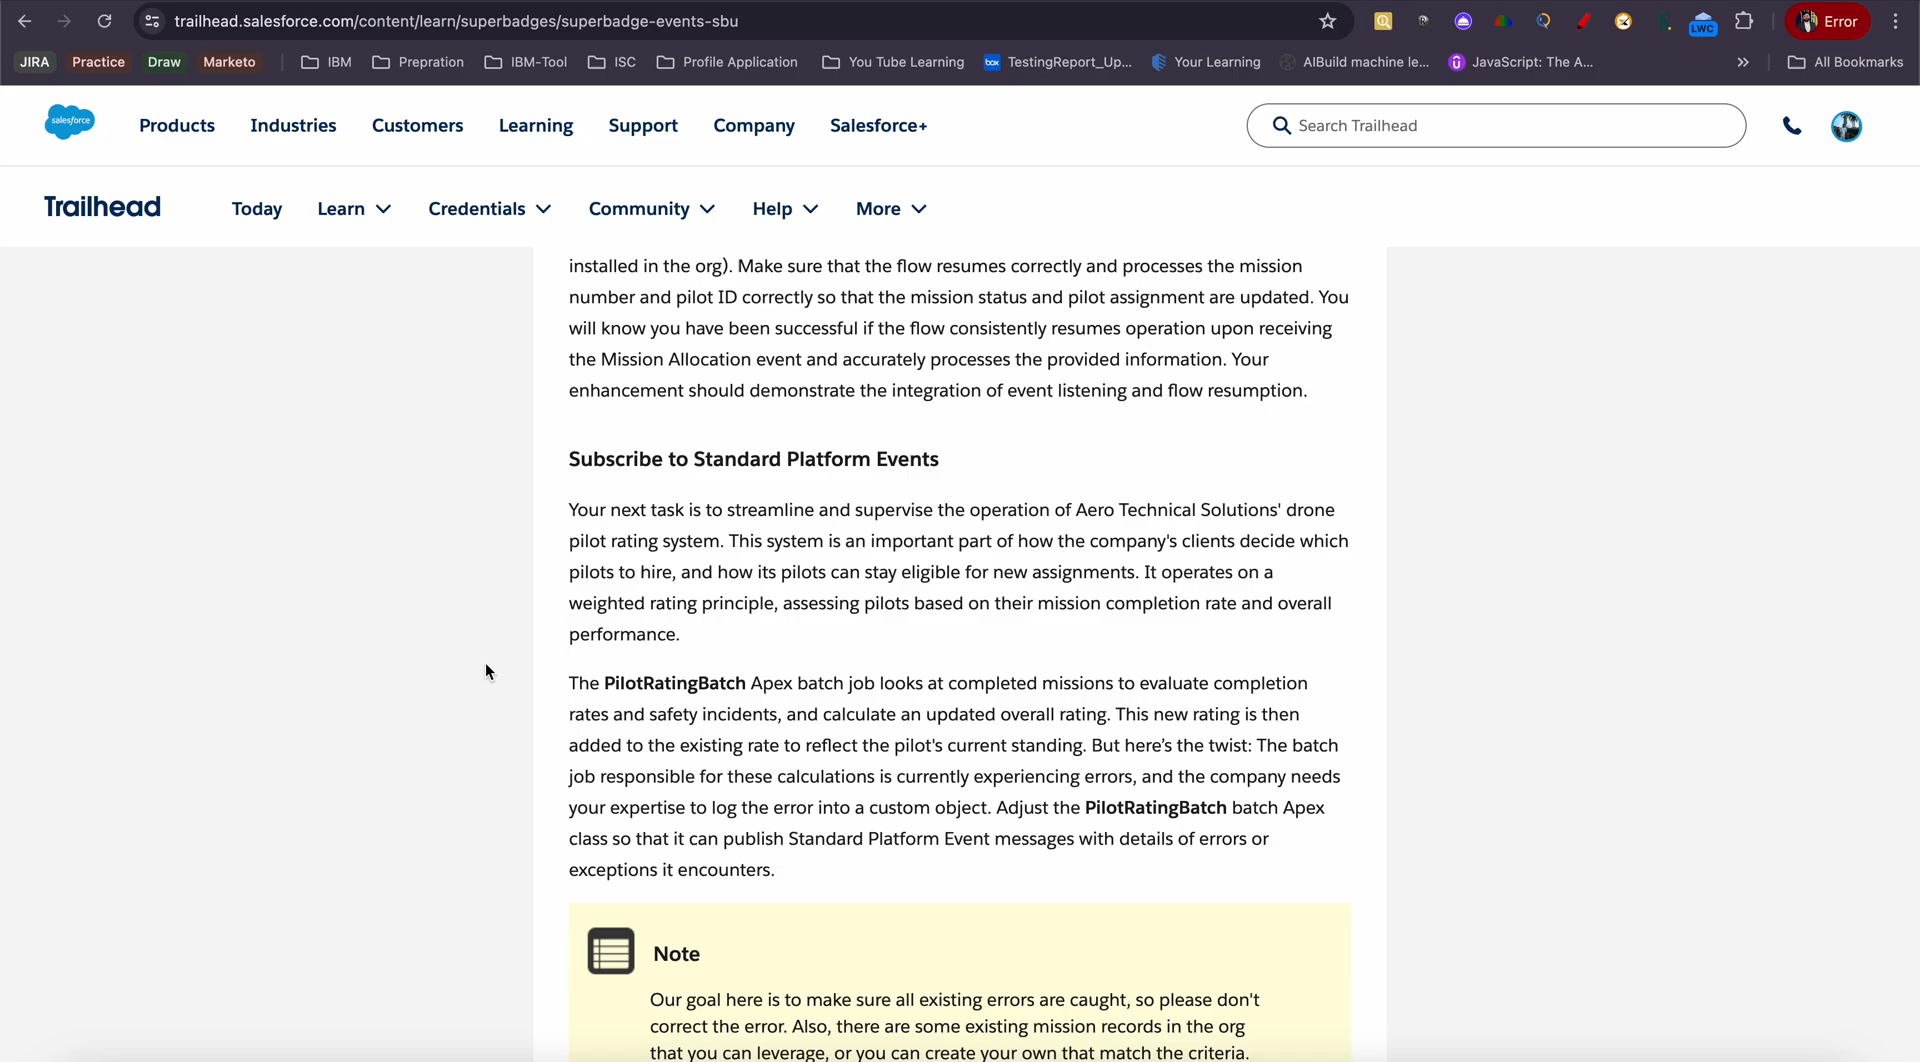 trailhead.salesforce.com/content/learn/superbadges/superbadge-events-sbu
LWC
Error
JIRA Practice Draw Marketo IBM Prepration IBM-Tool ISC Profile Application You Tube Learning box TestingReport_Up... Your Learning AIBuild machine le... JavaScript: The A... » All Bookmarks
salesforce
Products Industries Customers Learning Support Company Salesforce+
Search Trailhead
Trailhead
Today Learn Credentials Community Help More
installed in the org). Make sure that the flow resumes correctly and processes the mission
number and pilot ID correctly so that the mission status and pilot assignment are updated. You
will know you have been successful if the flow consistently resumes operation upon receiving
the Mission Allocation event and accurately processes the provided information. Your
enhancement should demonstrate the integration of event listening and flow resumption.
Subscribe to Standard Platform Events
Your next task is to streamline and supervise the operation of Aero Technical Solutions' drone
pilot rating system. This system is an important part of how the company's clients decide which
pilots to hire, and how its pilots can stay eligible for new assignments. It operates on a
weighted rating principle, assessing pilots based on their mission completion rate and overall
performance.
The PilotRatingBatch Apex batch job looks at completed missions to evaluate completion
rates and safety incidents, and calculate an updated overall rating. This new rating is then
added to the existing rate to reflect the pilot's current standing. But here’s the twist: The batch
job responsible for these calculations is currently experiencing errors, and the company needs
your expertise to log the error into a custom object. Adjust the PilotRatingBatch batch Apex
class so that it can publish Standard Platform Event messages with details of errors or
exceptions it encounters.
Note
Our goal here is to make sure all existing errors are caught, so please don't
correct the error. Also, there are some existing mission records in the org
that you can leverage, or you can create your own that match the criteria.